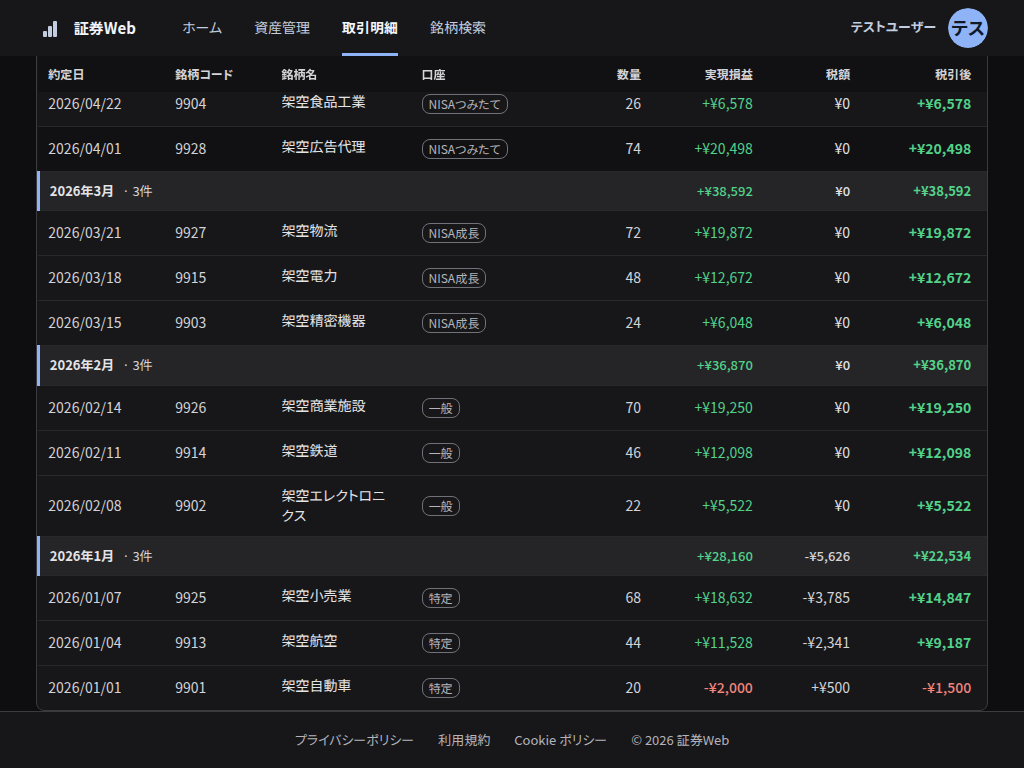 証券Web ホーム 資産管理 取引明細 銘柄検索 テストユーザー テス
約定日 銘柄コード 銘柄名 口座 数量 実現損益 税額 税引後
2026/04/22 9904 架空食品工業 NISAつみたて 26 +¥6,578 ¥0 +¥6,578
2026/04/01 9928 架空広告代理 NISAつみたて 74 +¥20,498 ¥0 +¥20,498
2026年3月 · 3件 +¥38,592 ¥0 +¥38,592
2026/03/21 9927 架空物流 NISA成長 72 +¥19,872 ¥0 +¥19,872
2026/03/18 9915 架空電力 NISA成長 48 +¥12,672 ¥0 +¥12,672
2026/03/15 9903 架空精密機器 NISA成長 24 +¥6,048 ¥0 +¥6,048
2026年2月 · 3件 +¥36,870 ¥0 +¥36,870
2026/02/14 9926 架空商業施設 一般 70 +¥19,250 ¥0 +¥19,250
2026/02/11 9914 架空鉄道 一般 46 +¥12,098 ¥0 +¥12,098
2026/02/08 9902 架空エレクトロニ 一般 22 +¥5,522 ¥0 +¥5,522
クス
2026年1月 · 3件 +¥28,160 -¥5,626 +¥22,534
2026/01/07 9925 架空小売業 特定 68 +¥18,632 -¥3,785 +¥14,847
2026/01/04 9913 架空航空 特定 44 +¥11,528 -¥2,341 +¥9,187
2026/01/01 9901 架空自動車 特定 20 -¥2,000 +¥500 -¥1,500
プライバシーポリシー 利用規約 Cookie ポリシー © 2026 証券Web